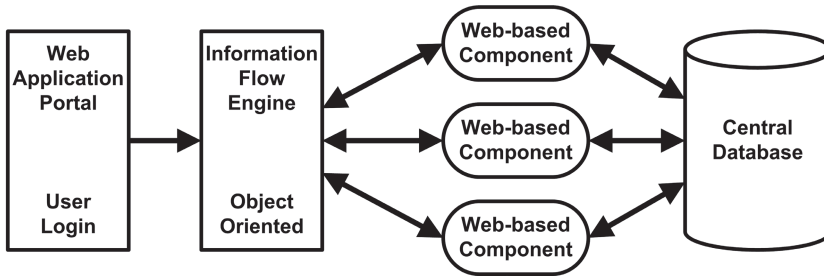 Web
Application
Portal
User
Login
Information
Flow
Engine
Object
Oriented
Web-based
Component
Web-based
Component
Web-based
Component
Central
Database